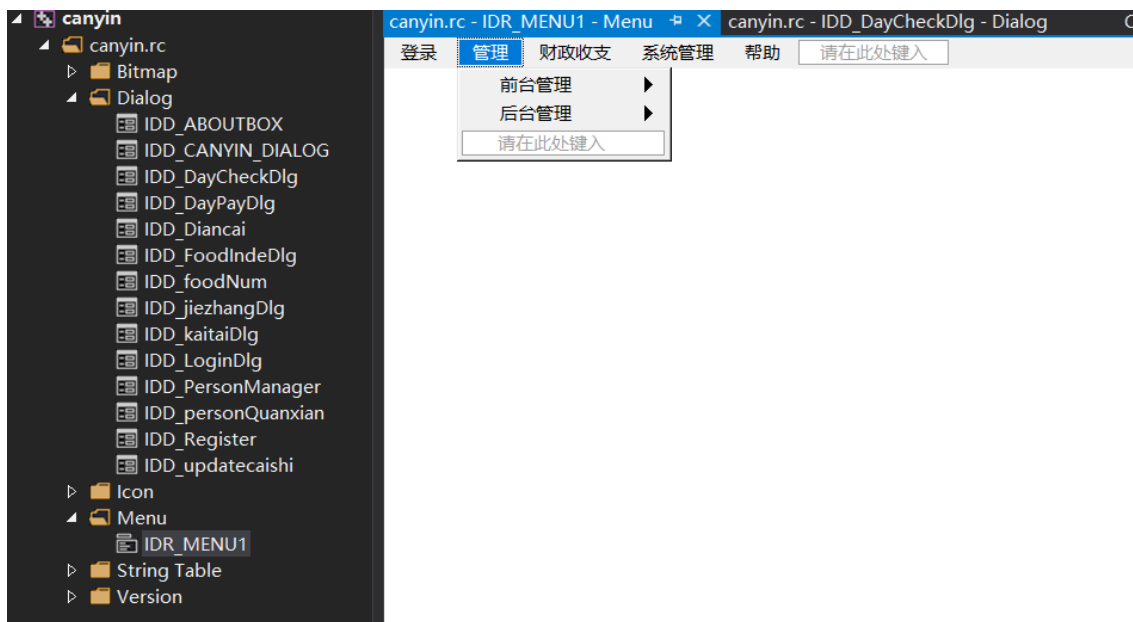 canyin
canyin.rc
Bitmap
Dialog
IDD_ABOUTBOX
IDD_CANYIN_DIALOG
IDD_DayCheckDlg
IDD_DayPayDlg
IDD_Diancai
IDD_FoodIndeDlg
IDD_foodNum
IDD_jiezhangDlg
IDD_kaitaiDlg
IDD_LoginDlg
IDD_PersonManager
IDD_personQuanxian
IDD_Register
IDD_updatecaishi
Icon
Menu
IDR_MENU1
String Table
Version
canyin.rc - IDR_MENU1 - Menu canyin.rc - IDD_DayCheckDlg - Dialog
登录 管理 财政收支 系统管理 帮助 请在此处键入
前台管理
后台管理
请在此处键入